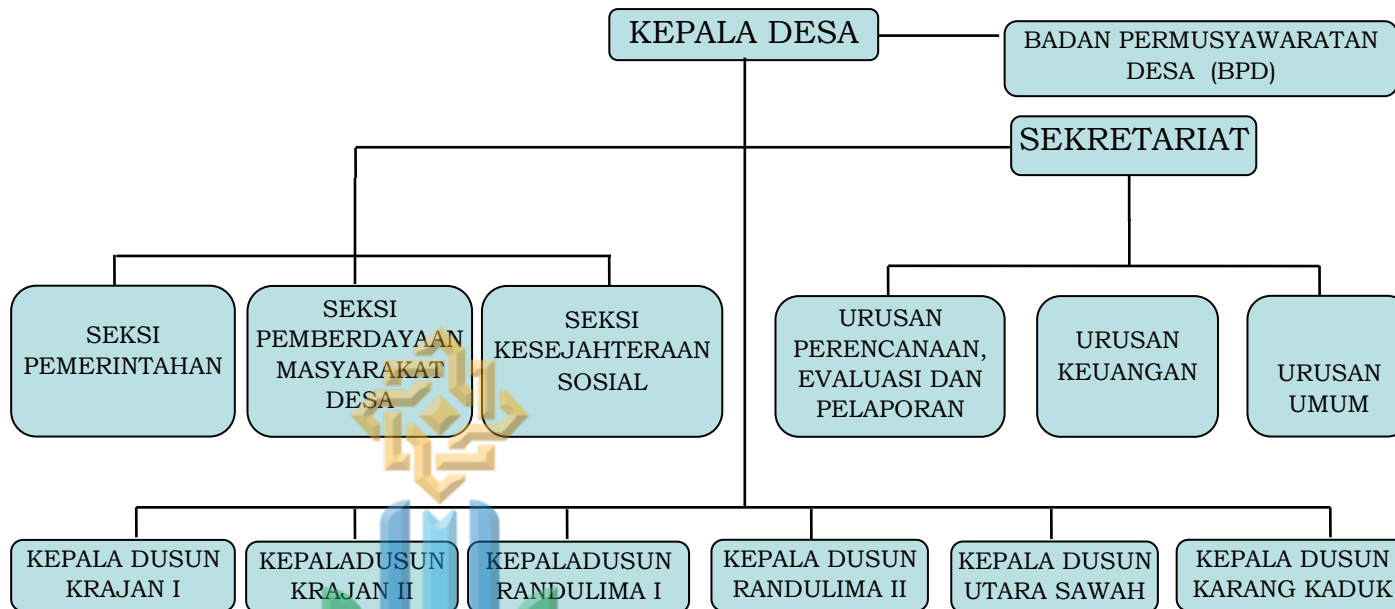 KEPALA DESA
BADAN PERMUSYAWARATAN
DESA (BPD)
SEKRETARIAT
SEKSI
PEMERINTAHAN
SEKSI
PEMBERDAYAAN
MASYARAKAT
DESA
SEKSI
KESEJAHTERAAN
SOSIAL
URUSAN
PERENCANAAN,
EVALUASI DAN
PELAPORAN
URUSAN
KEUANGAN
URUSAN
UMUM
KEPALA DUSUN
KRAJAN I
KEPALADUSUN
KRAJAN II
KEPALADUSUN
RANDULIMA I
KEPALA DUSUN
RANDULIMA II
KEPALA DUSUN
UTARA SAWAH
KEPALA DUSUN
KARANG KADUK